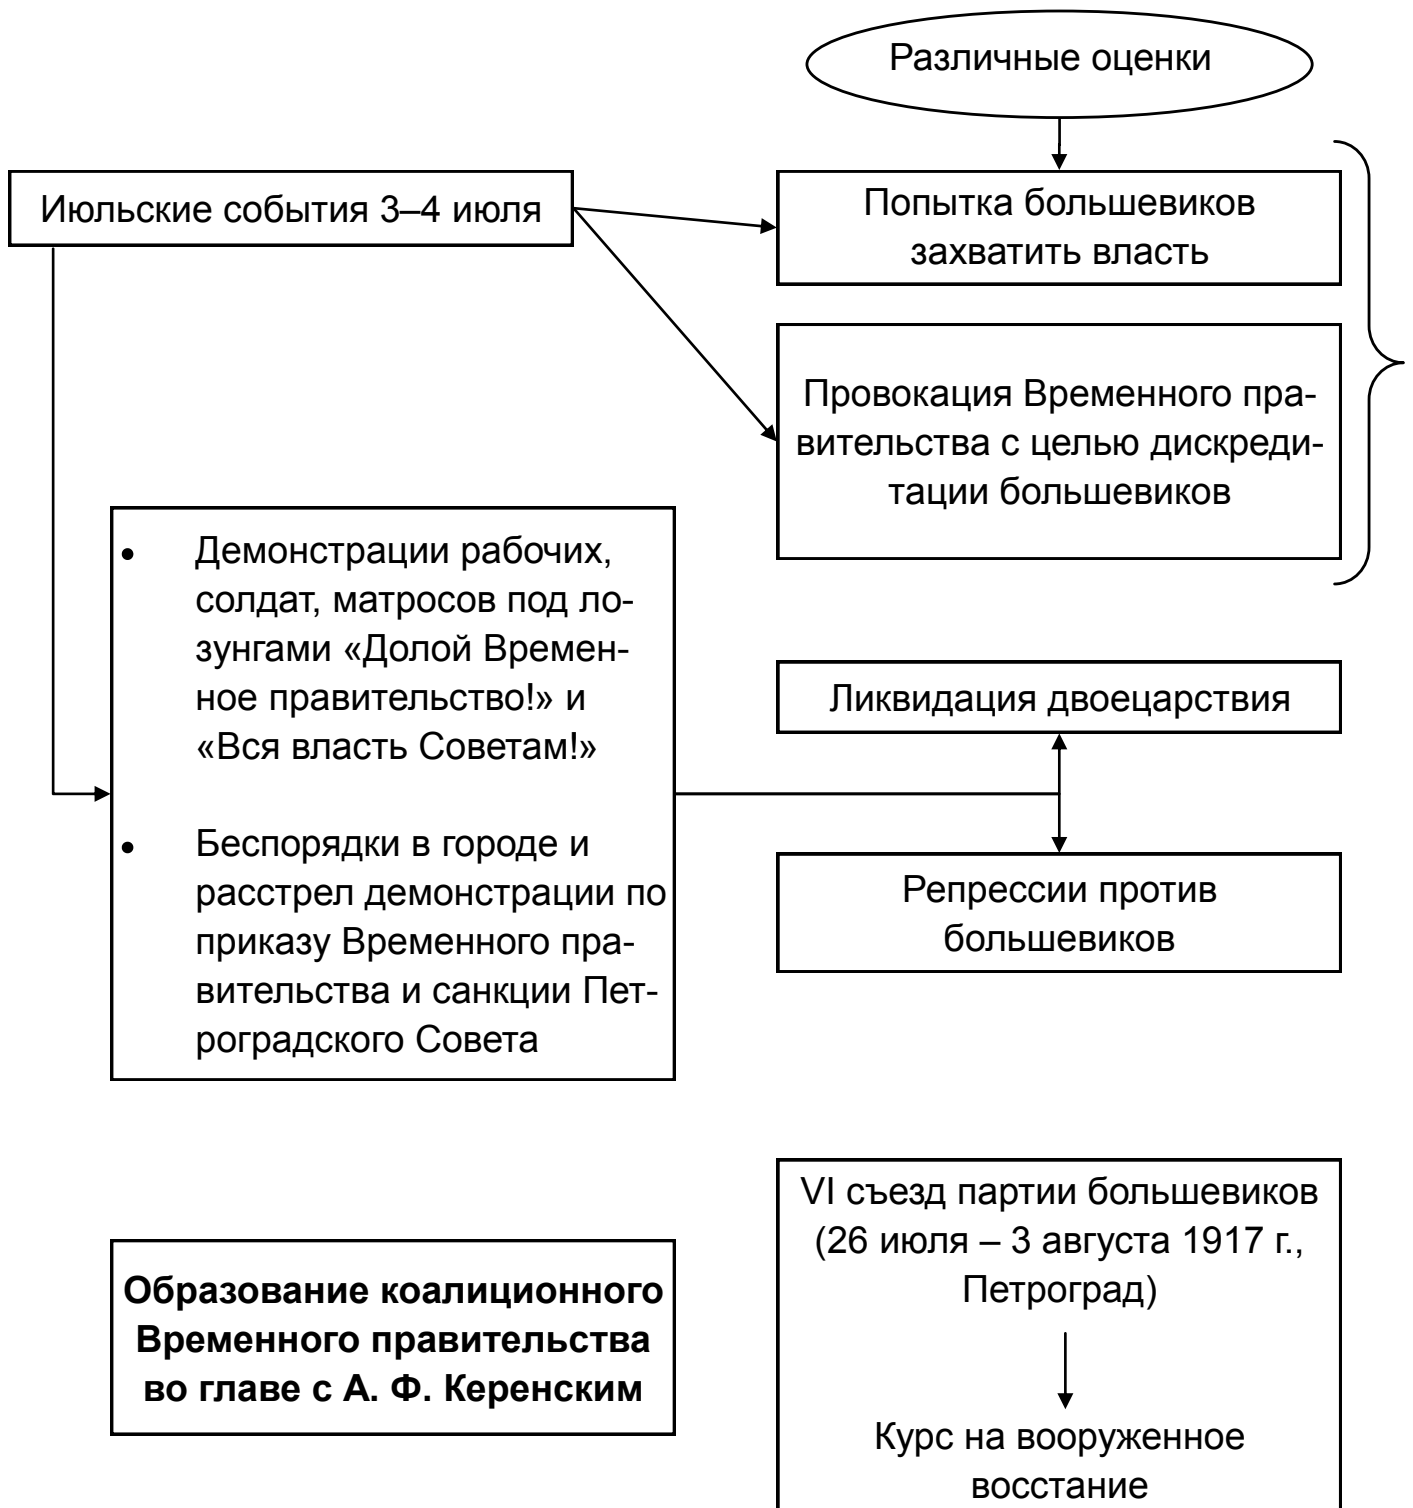 Различные оценки
Июльские события 3–4 июля
Попытка большевиков
захватить власть
Провокация Временного пра-
вительства с целью дискреди-
тации большевиков
• Демонстрации рабочих,
солдат, матросов под ло-
зунгами «Долой Времен-
ное правительство!» и
«Вся власть Советам!»
• Беспорядки в городе и
расстрел демонстрации по
приказу Временного пра-
вительства и санкции Пет-
роградского Совета
Ликвидация двоецарствия
Репрессии против
большевиков
Образование коалиционного
Временного правительства
во главе с А. Ф. Керенским
VI съезд партии большевиков
(26 июля – 3 августа 1917 г.,
Петроград)
Курс на вооруженное
восстание